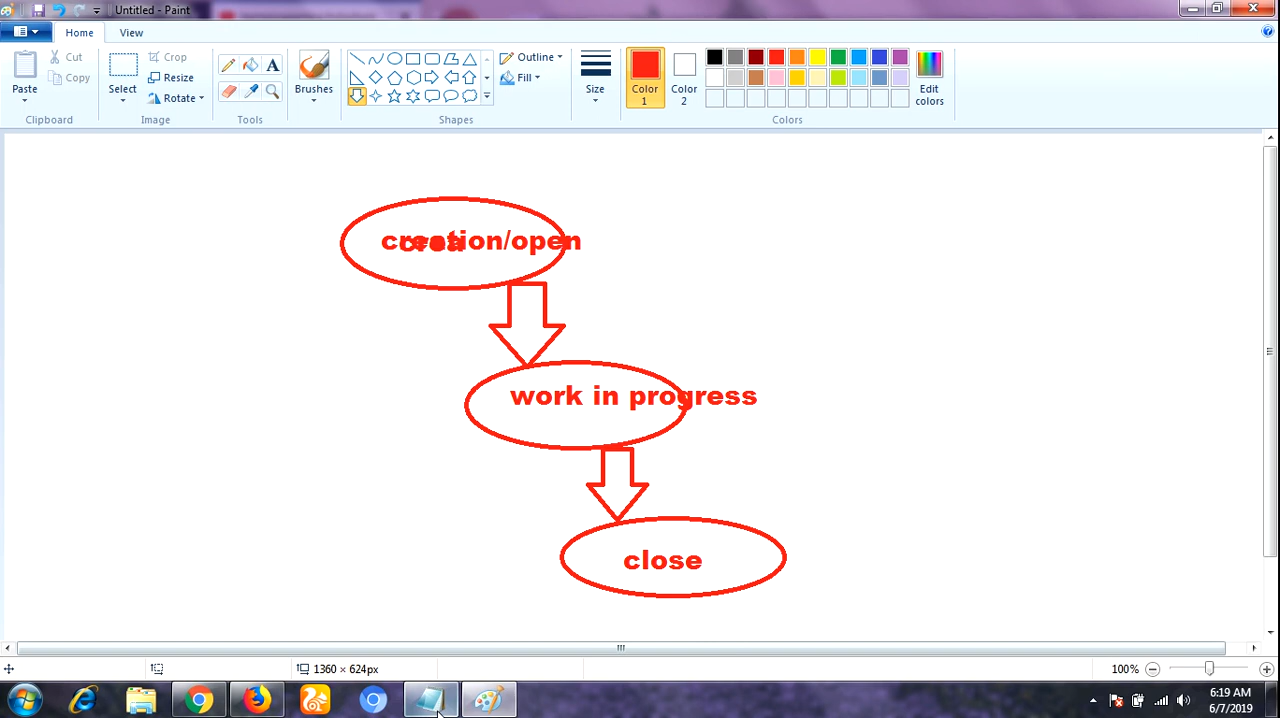 Untitled - Paint
Home
View
Cut
Crop
Outline
Copy
Resize
Fill
Paste
Select
Rotate
Brushes
Size
Color 1
Color 2
Edit colors
Clipboard
Image
Tools
Shapes
Colors
creation/open
crea
work in progress
close
1360 × 624px
100%
6:19 AM
6/7/2019